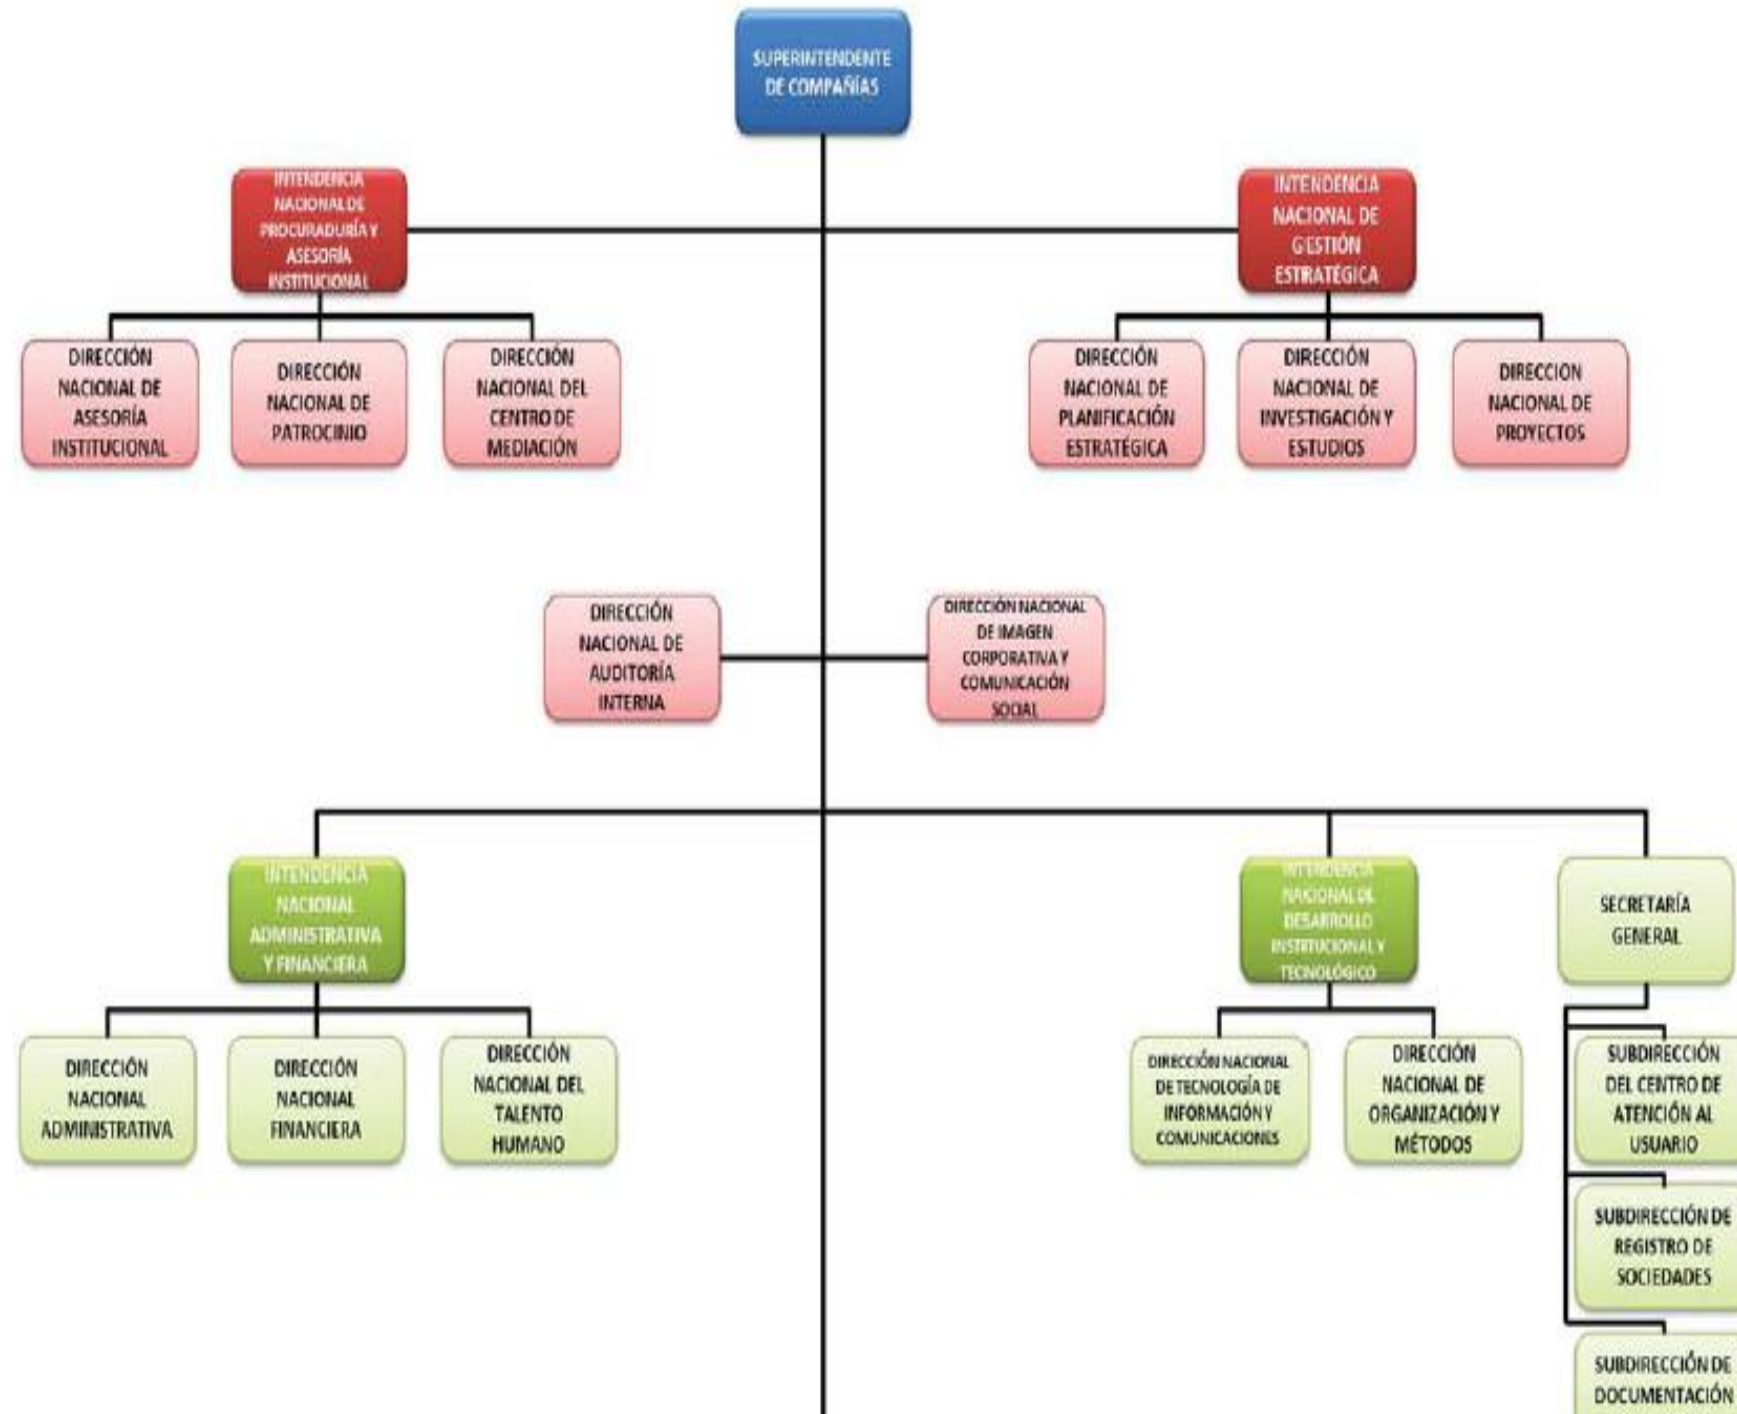 SUPERINTENDENTE
DE COMPAÑÍAS
INTENDENCIA
NACIONAL DE
PROCURADURÍA Y
ASESORÍA
INSTITUCIONAL
INTENDENCIA
NACIONAL DE
GESTIÓN
ESTRATÉGICA
DIRECCIÓN
NACIONAL DE
ASESORÍA
INSTITUCIONAL
DIRECCIÓN
NACIONAL DE
PATROCINIO
DIRECCIÓN
NACIONAL DEL
CENTRO DE
MEDIACIÓN
DIRECCIÓN
NACIONAL DE
PLANIFICACIÓN
ESTRATÉGICA
DIRECCIÓN
NACIONAL DE
INVESTIGACIÓN Y
ESTUDIOS
DIRECCION
NACIONAL DE
PROYECTOS
DIRECCIÓN
NACIONAL DE
AUDITORÍA
INTERNA
DIRECCIÓN NACIONAL
DE IMAGEN
CORPORATIVA Y
COMUNICACIÓN
SOCIAL
INTENDENCIA
NACIONAL
ADMINISTRATIVA
Y FINANCIERA
INTENDENCIA
NACIONAL DE
DESARROLLO
INSTITUCIONAL Y
TECNOLÓGICO
SECRETARÍA
GENERAL
DIRECCIÓN
NACIONAL
ADMINISTRATIVA
DIRECCIÓN
NACIONAL
FINANCIERA
DIRECCIÓN
NACIONAL DEL
TALENTO
HUMANO
DIRECCIÓN NACIONAL
DE TECNOLOGÍA DE
INFORMACIÓN Y
COMUNICACIONES
DIRECCIÓN
NACIONAL DE
ORGANIZACIÓN Y
MÉTODOS
SUBDIRECCIÓN
DEL CENTRO DE
ATENCIÓN AL
USUARIO
SUBDIRECCIÓN DE
REGISTRO DE
SOCIEDADES
SUBDIRECCIÓN DE
DOCUMENTACIÓN